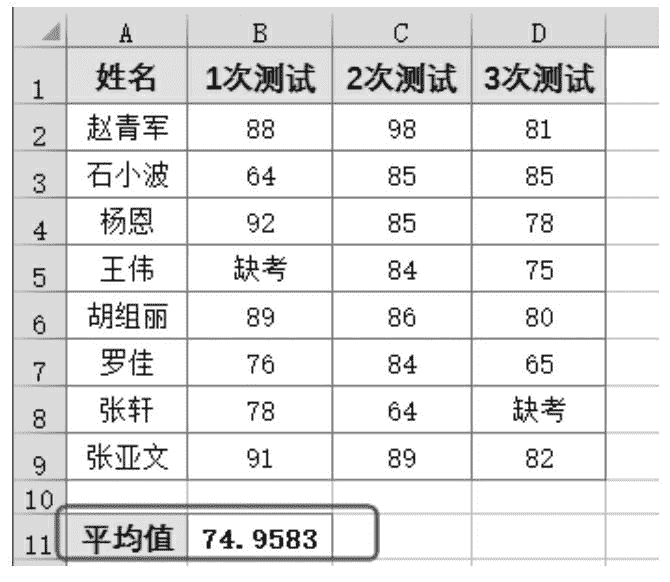 A B C D
1 姓名 1次测试 2次测试 3次测试
2 赵青军 88 98 81
3 石小波 64 85 85
4 杨恩 92 85 78
5 王伟 缺考 84 75
6 胡组丽 89 86 80
7 罗佳 76 84 65
8 张轩 78 64 缺考
9 张亚文 91 89 82
10
11 平均值 74.9583